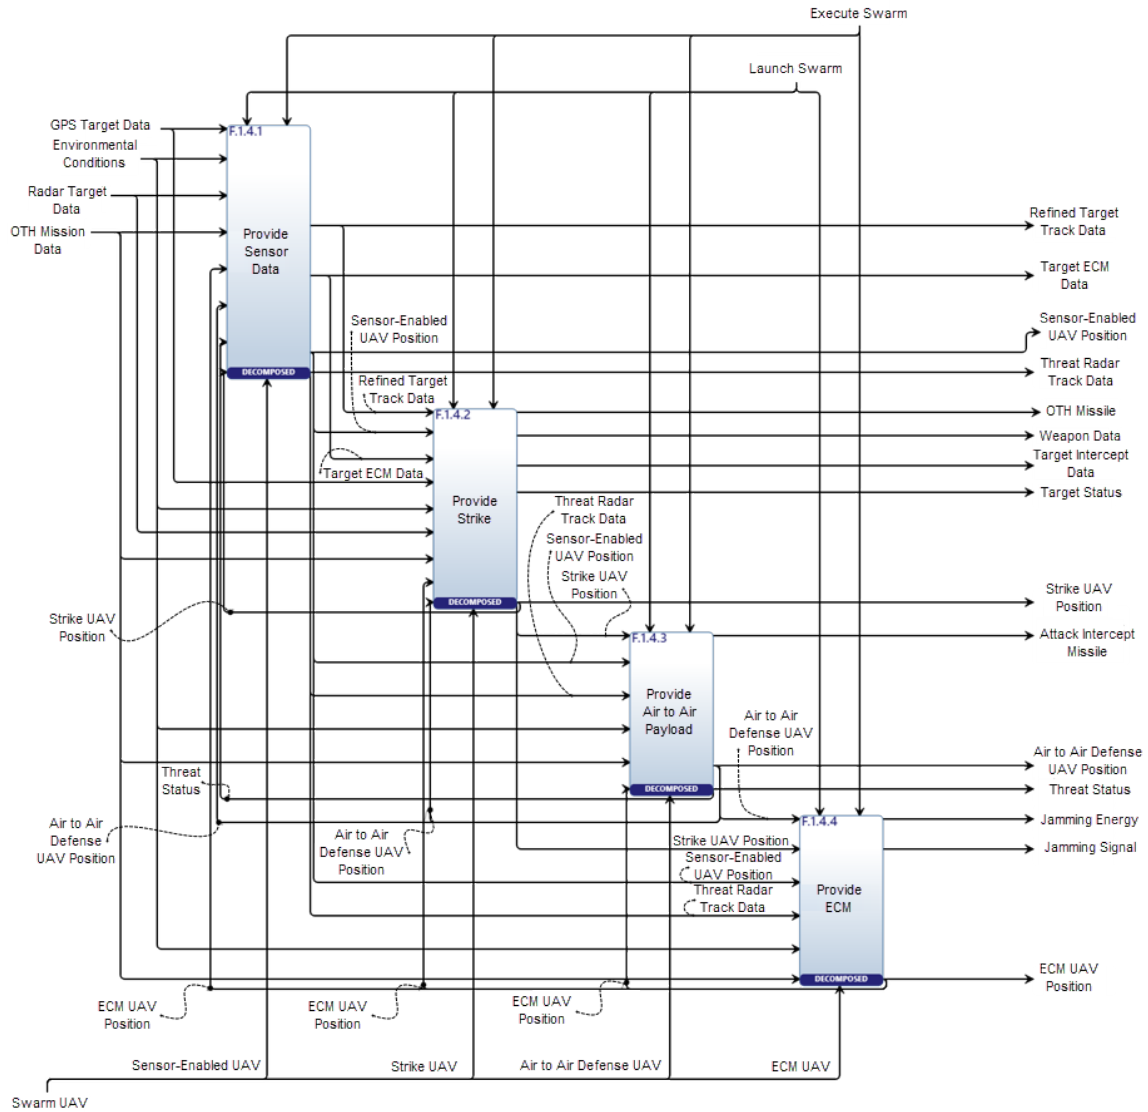 Execute Swarm
Launch Swarm
GPS Target Data
Environmental
Conditions
Radar Target
Data
OTH Mission
Data
F.1.4.1
Provide
Sensor
Data
DECOMPOSED
Refined Target
Track Data
Target ECM
Data
Sensor-Enabled
UAV Position
Threat Radar
Track Data
Sensor-Enabled
UAV Position
Refined Target
Track Data
Target ECM Data
F.1.4.2
Provide
Strike
DECOMPOSED
OTH Missile
Weapon Data
Target Intercept
Data
Target Status
Threat Radar
Track Data
Sensor-Enabled
UAV Position
Strike UAV
Position
Strike UAV
Position
Strike UAV
Position
F.1.4.3
Provide
Air to Air
Payload
DECOMPOSED
Attack Intercept
Missile
Air to Air
Defense UAV
Position
Air to Air Defense
UAV Position
Threat Status
Threat
Status
Air to Air
Defense
UAV Position
Air to Air
Defense UAV
Position
Strike UAV Position
Sensor-Enabled
UAV Position
Threat Radar
Track Data
F.1.4.4
Provide
ECM
DECOMPOSED
Jamming Energy
Jamming Signal
ECM UAV
Position
ECM UAV
Position
ECM UAV
Position
ECM UAV
Position
Sensor-Enabled UAV
Strike UAV
Air to Air Defense UAV
ECM UAV
Swarm UAV